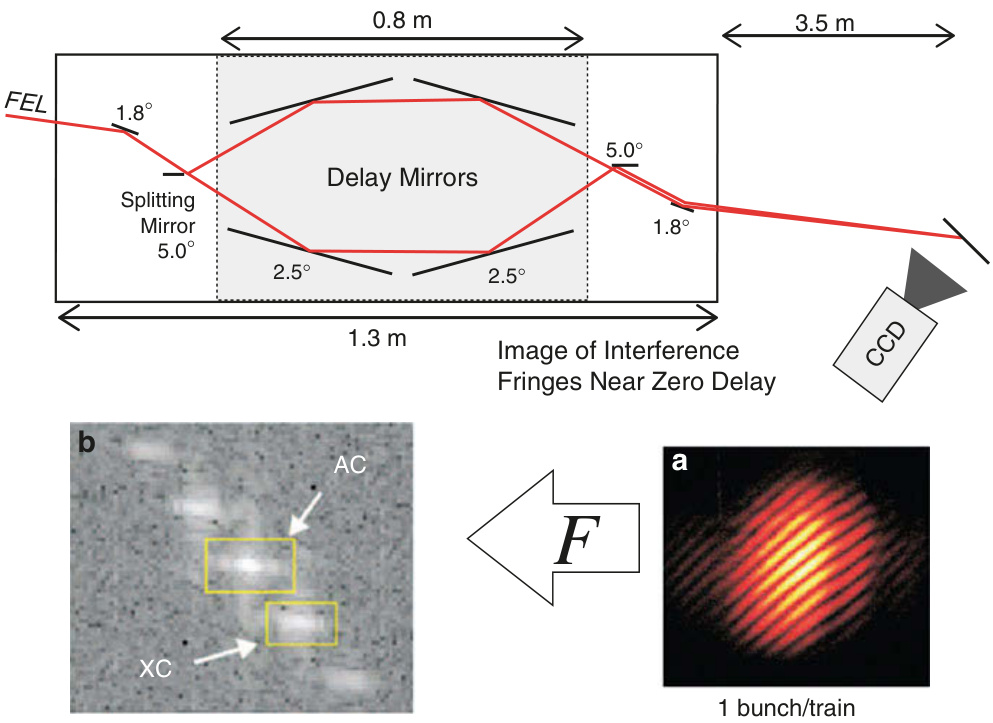 0.8 m
3.5 m
FEL
1.8°
5.0°
Delay Mirrors
Splitting
Mirror
5.0°
1.8°
2.5°
2.5°
1.3 m
CCD
Image of Interference
Fringes Near Zero Delay
b
AC
XC
F
a
1 bunch/train